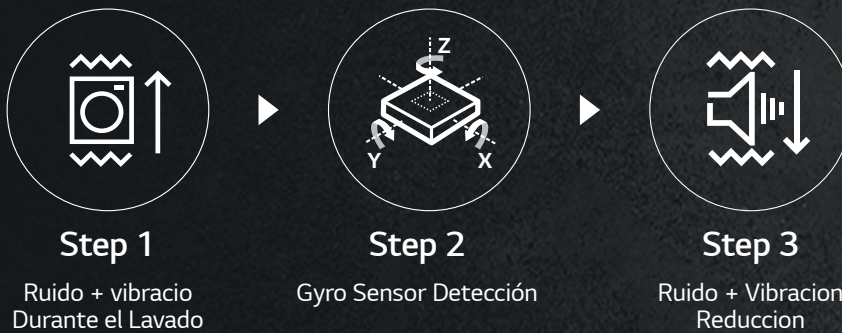 Z
Y
X
Step 1
Ruido + vibracio
Durante el Lavado
Step 2
Gyro Sensor Detección
Step 3
Ruido + Vibracion
Reduccion